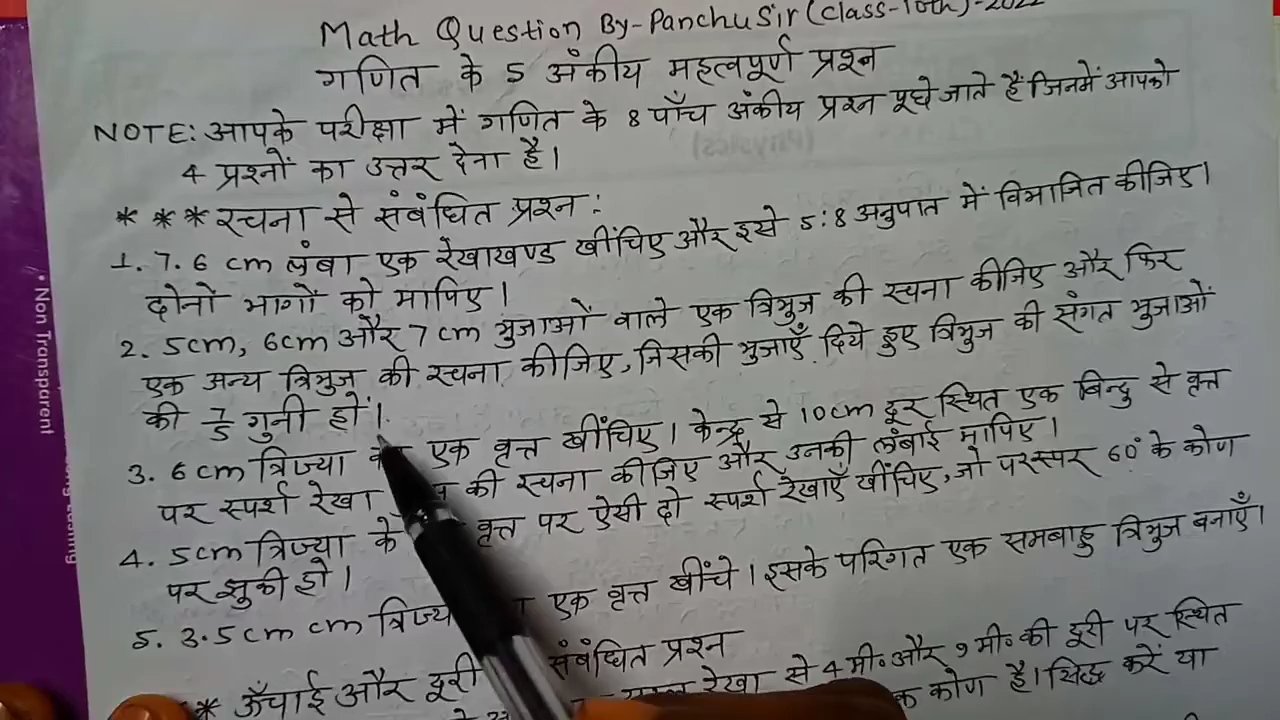 Math Question By-Panchu Sir (Class-10th)-2022
गणित के 5 अंकीय महत्वपूर्ण प्रश्न
NOTE: आपके परीक्षा में गणित के 8 पाँच अंकीय प्रश्न पूछे जाते हैं जिनमें आपको
4 प्रश्नों का उत्तर देना है।
* * * रचना से संबंधित प्रश्न :
1. 7.6 cm लंबा एक रेखाखण्ड खींचिए और इसे 5:8 अनुपात में विभाजित कीजिए।
दोनों भागों को मापिए।
2. 5cm, 6cm और 7cm भुजाओं वाले एक त्रिभुज की रचना कीजिए और फिर
एक अन्य त्रिभुज की रचना कीजिए, जिसकी भुजाएँ दिये हुए त्रिभुज की संगत भुजाओं
की 7/5 गुनी हों।
3. 6cm त्रिज्या एक वृत्त खींचिए। केन्द्र से 10cm दूर स्थित एक बिन्दु से वृत्त
पर स्पर्श रेखा की रचना कीजिए और उनकी लंबाई मापिए।
4. 5cm त्रिज्या के वृत्त पर ऐसी दो स्पर्श रेखाएँ खींचिए, जो परस्पर 60° के कोण
पर झुकी हो।
5. 3.5cm cm एक वृत्त खींचे। इसके परिगत एक समबाहु त्रिभुज बनाएँ।
** ऊँचाई और दूरी संबंधित प्रश्न
रेखा से 4 मी॰ और 9 मी॰ की दूरी पर स्थित
कोण है। सिद्ध करें या
Non Transparent